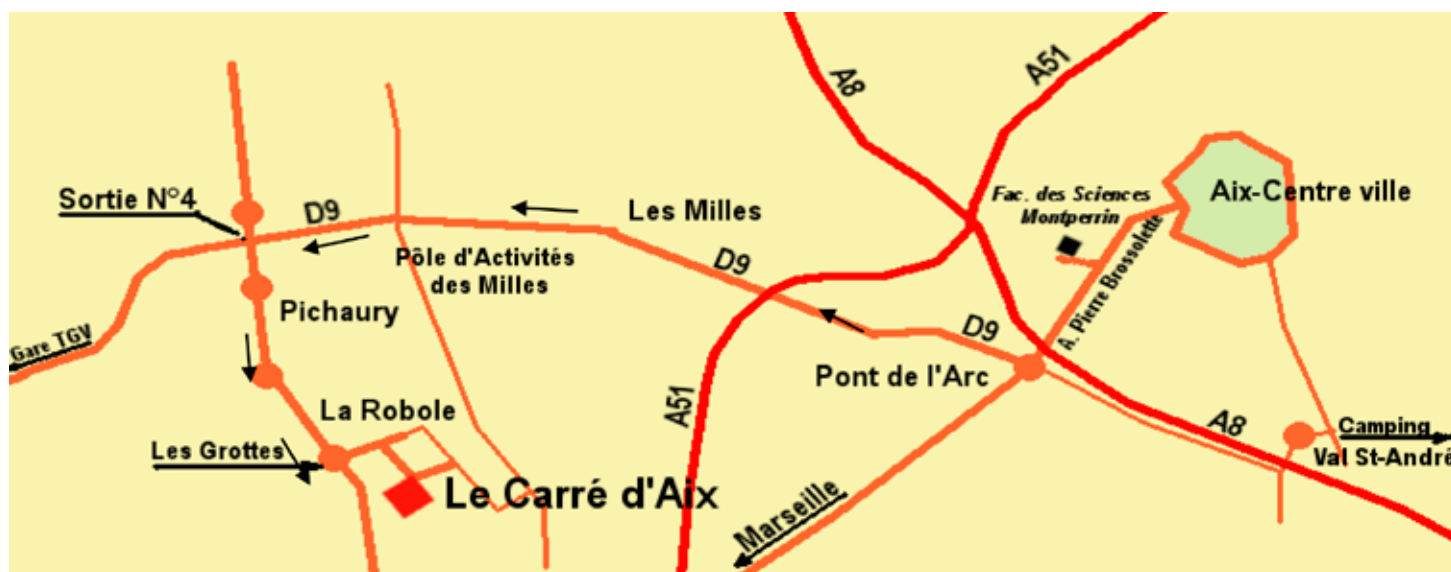 A8
A51
Sortie N°4
D9
Les Milles
Fac. des Sciences
Montperrin
Aix-Centre ville
Pôle d'Activités
des Milles
D9
A. Pierre Brossolette
Pichaury
Gare TGV
D9
Pont de l'Arc
A51
La Robole
Les Grottes
A8
Camping
Val St-André
Le Carré d'Aix
Marseille